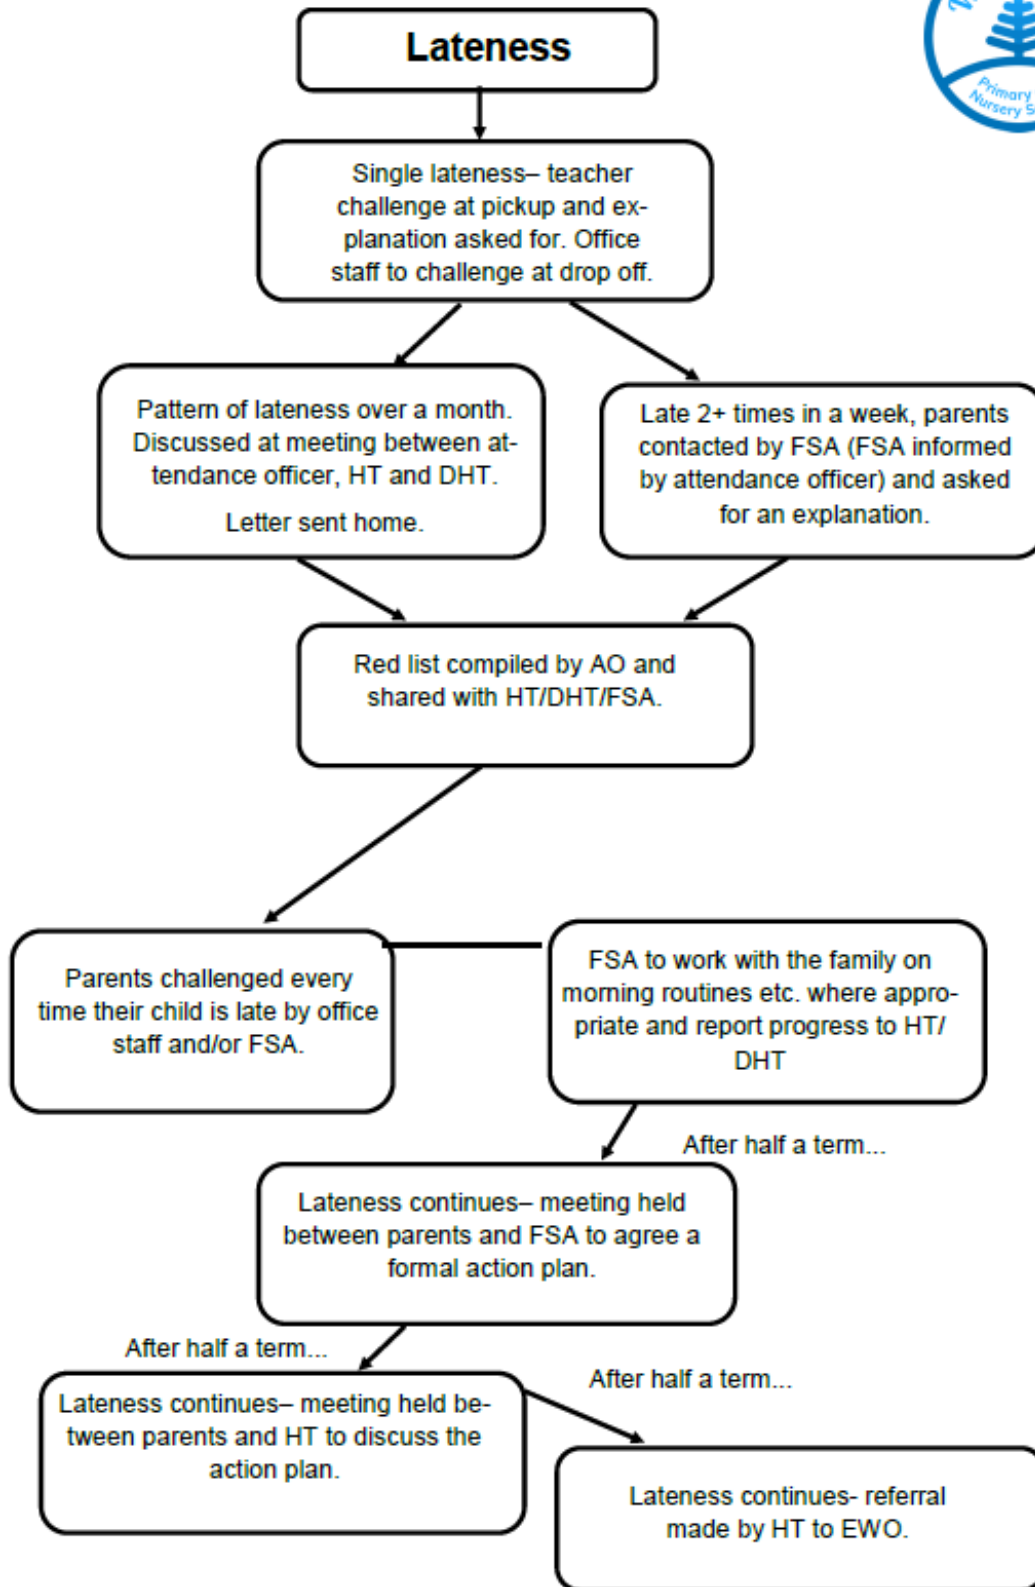 Lateness
Primary
Nursery
Single lateness– teacher
challenge at pickup and ex-
planation asked for. Office
staff to challenge at drop off.
Pattern of lateness over a month.
Discussed at meeting between at-
tendance officer, HT and DHT.
Letter sent home.
Late 2+ times in a week, parents
contacted by FSA (FSA informed
by attendance officer) and asked
for an explanation.
Red list compiled by AO and
shared with HT/DHT/FSA.
Parents challenged every
time their child is late by office
staff and/or FSA.
FSA to work with the family on
morning routines etc. where appro-
priate and report progress to HT/
DHT
After half a term...
Lateness continues– meeting held
between parents and FSA to agree a
formal action plan.
After half a term...
Lateness continues– meeting held be-
tween parents and HT to discuss the
action plan.
After half a term...
Lateness continues- referral
made by HT to EWO.